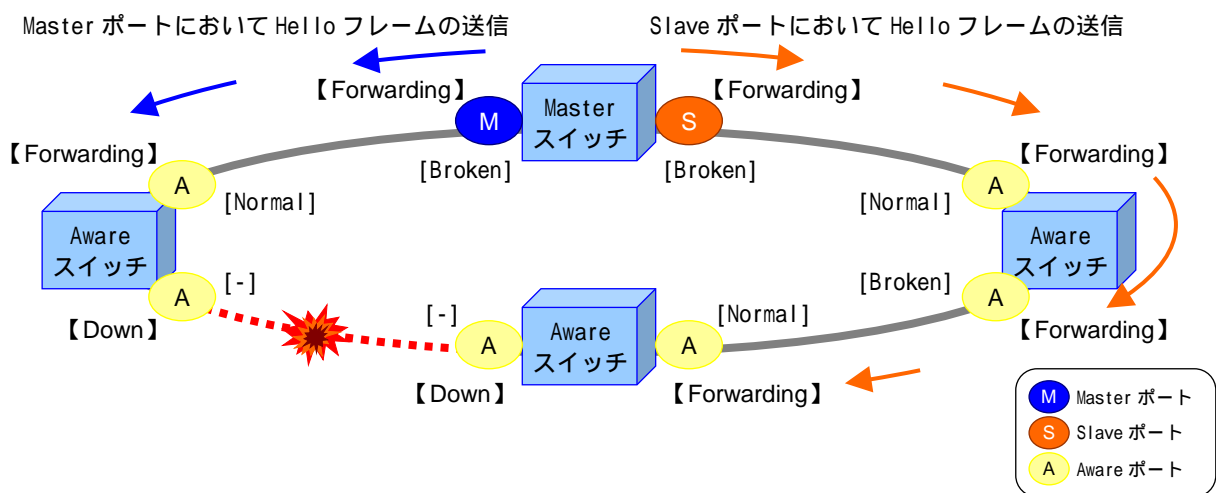 Master ポートにおいて Hello フレームの送信
Slave ポートにおいて Hello フレームの送信
【Forwarding】
M
Master
スイッチ
S
【Forwarding】
[Broken]
[Broken]
【Forwarding】
A
[Normal]
【Forwarding】
A
[Normal]
Aware
スイッチ
Aware
スイッチ
A
[-]
【Down】
[-]
A
【Down】
Aware
スイッチ
[Normal]
A
【Forwarding】
[Broken]
A
【Forwarding】
M Master ポート
S Slave ポート
A Aware ポート